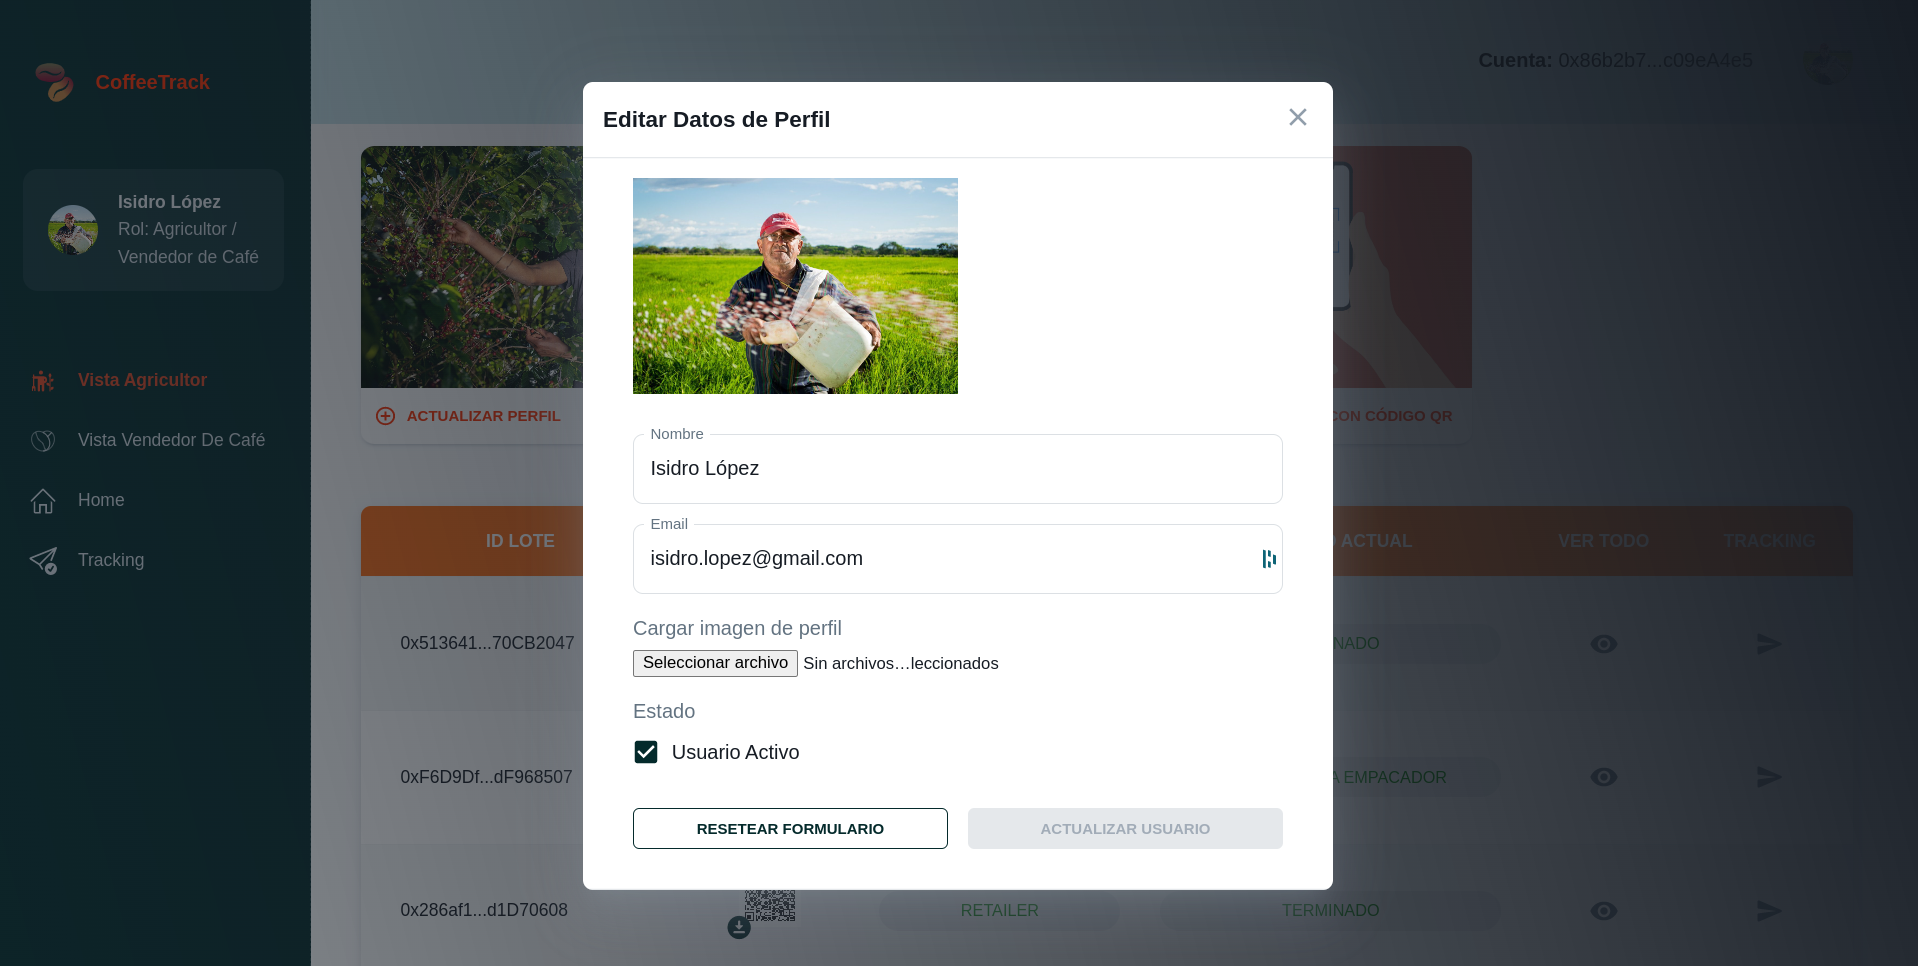 CoffeeTrack
Cuenta: 0x86b2b7...c09eA4e5
Isidro López
Rol: Agricultor /
Vendedor de Café
Vista Agricultor
Vista Vendedor De Café
Home
Tracking
Editar Datos de Perfil
Nombre
Isidro López
Email
isidro.lopez@gmail.com
Cargar imagen de perfil
Seleccionar archivo Sin archivos…leccionados
Estado
Usuario Activo
RESETEAR FORMULARIO
ACTUALIZAR USUARIO
ACTUALIZAR PERFIL
CON CÓDIGO QR
ID LOTE
ACTUAL
VER TODO
TRACKING
0x513641...70CB2047
0xF6D9Df...dF968507
EMPACADOR
0x286af1...d1D70608
RETAILER
TERMINADO